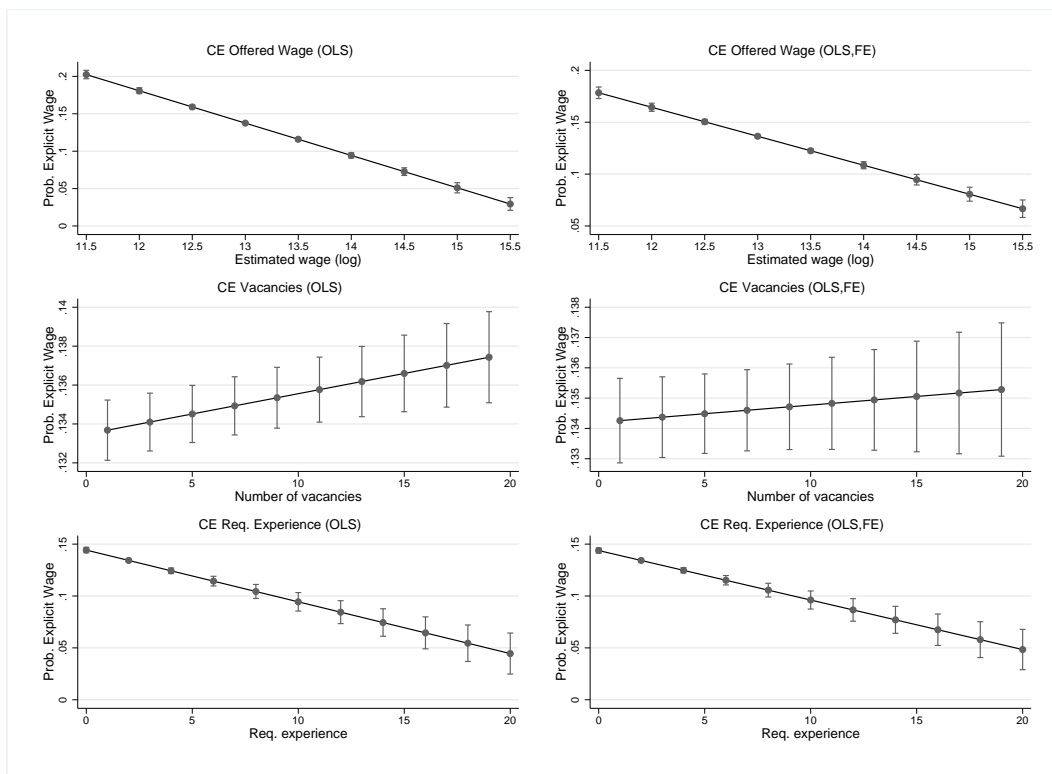 CE Offered Wage (OLS)
Prob. Explicit Wage
0 .05 .1 .15 .2
11.5 12 12.5 13 13.5 14 14.5 15 15.5
Estimated wage (log)
CE Offered Wage (OLS,FE)
Prob. Explicit Wage
.05 .1 .15 .2
11.5 12 12.5 13 13.5 14 14.5 15 15.5
Estimated wage (log)
CE Vacancies (OLS)
Prob. Explicit Wage
.132 .134 .136 .138 .14
0 5 10 15 20
Number of vacancies
CE Vacancies (OLS,FE)
Prob. Explicit Wage
.133 .134 .135 .136 .137 .138
0 5 10 15 20
Number of vacancies
CE Req. Experience (OLS)
Prob. Explicit Wage
0 .05 .1 .15
0 5 10 15 20
Req. experience
CE Req. Experience (OLS,FE)
Prob. Explicit Wage
0 .05 .1 .15
0 5 10 15 20
Req. experience